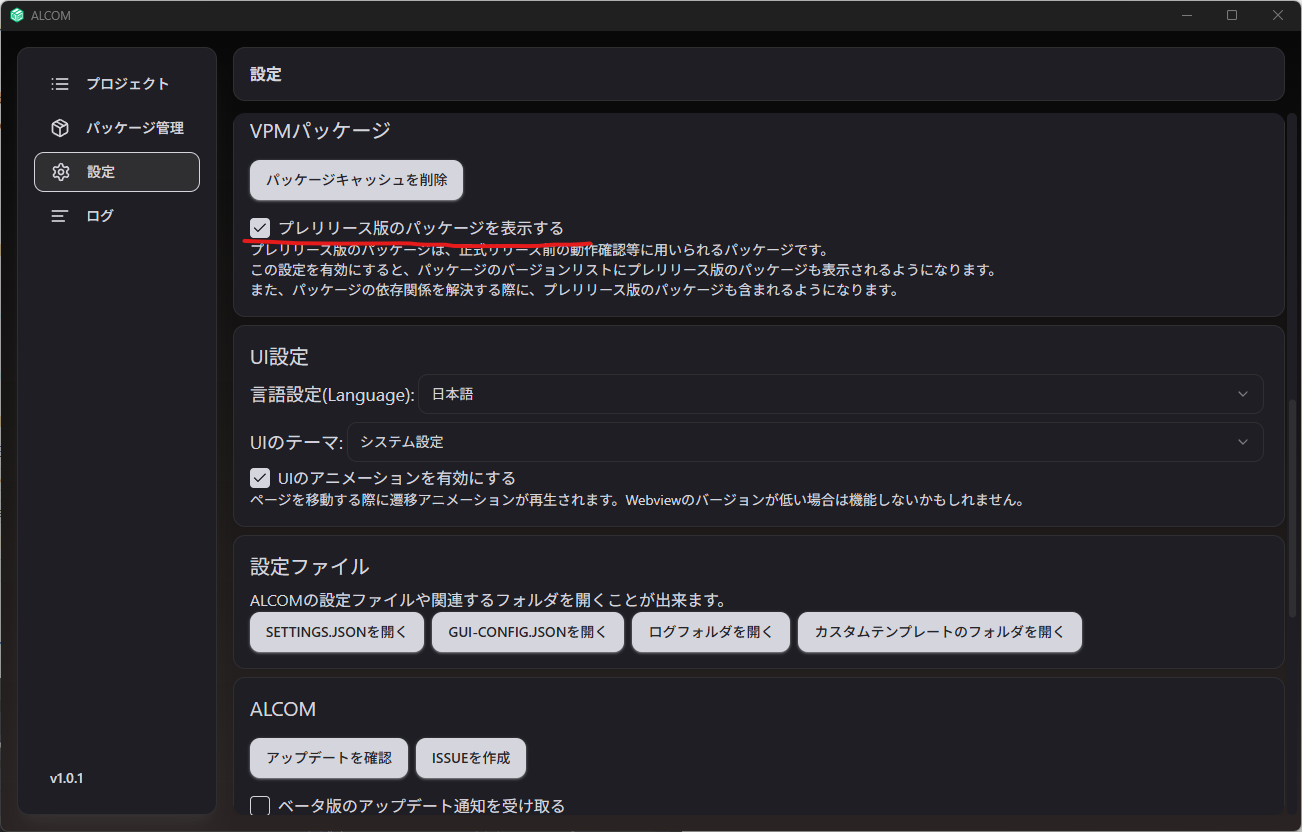 ALCOM
プロジェクト
パッケージ管理
設定
ログ
v1.0.1
設定
VPMパッケージ
パッケージキャッシュを削除
プレリリース版のパッケージを表示する
プレリリース版のパッケージは、正式リリース前の動作確認等に用いられるパッケージです。
この設定を有効にすると、パッケージのバージョンリストにプレリリース版のパッケージも表示されるようになります。
また、パッケージの依存関係を解決する際に、プレリリース版のパッケージも含まれるようになります。
UI設定
言語設定(Language): 日本語
UIのテーマ: システム設定
UIのアニメーションを有効にする
ページを移動する際に遷移アニメーションが再生されます。Webviewのバージョンが低い場合は機能しないかもしれません。
設定ファイル
ALCOMの設定ファイルや関連するフォルダを開くことが出来ます。
SETTINGS.JSONを開く GUI-CONFIG.JSONを開く ログフォルダを開く カスタムテンプレートのフォルダを開く
ALCOM
アップデートを確認 ISSUEを作成
ベータ版のアップデート通知を受け取る